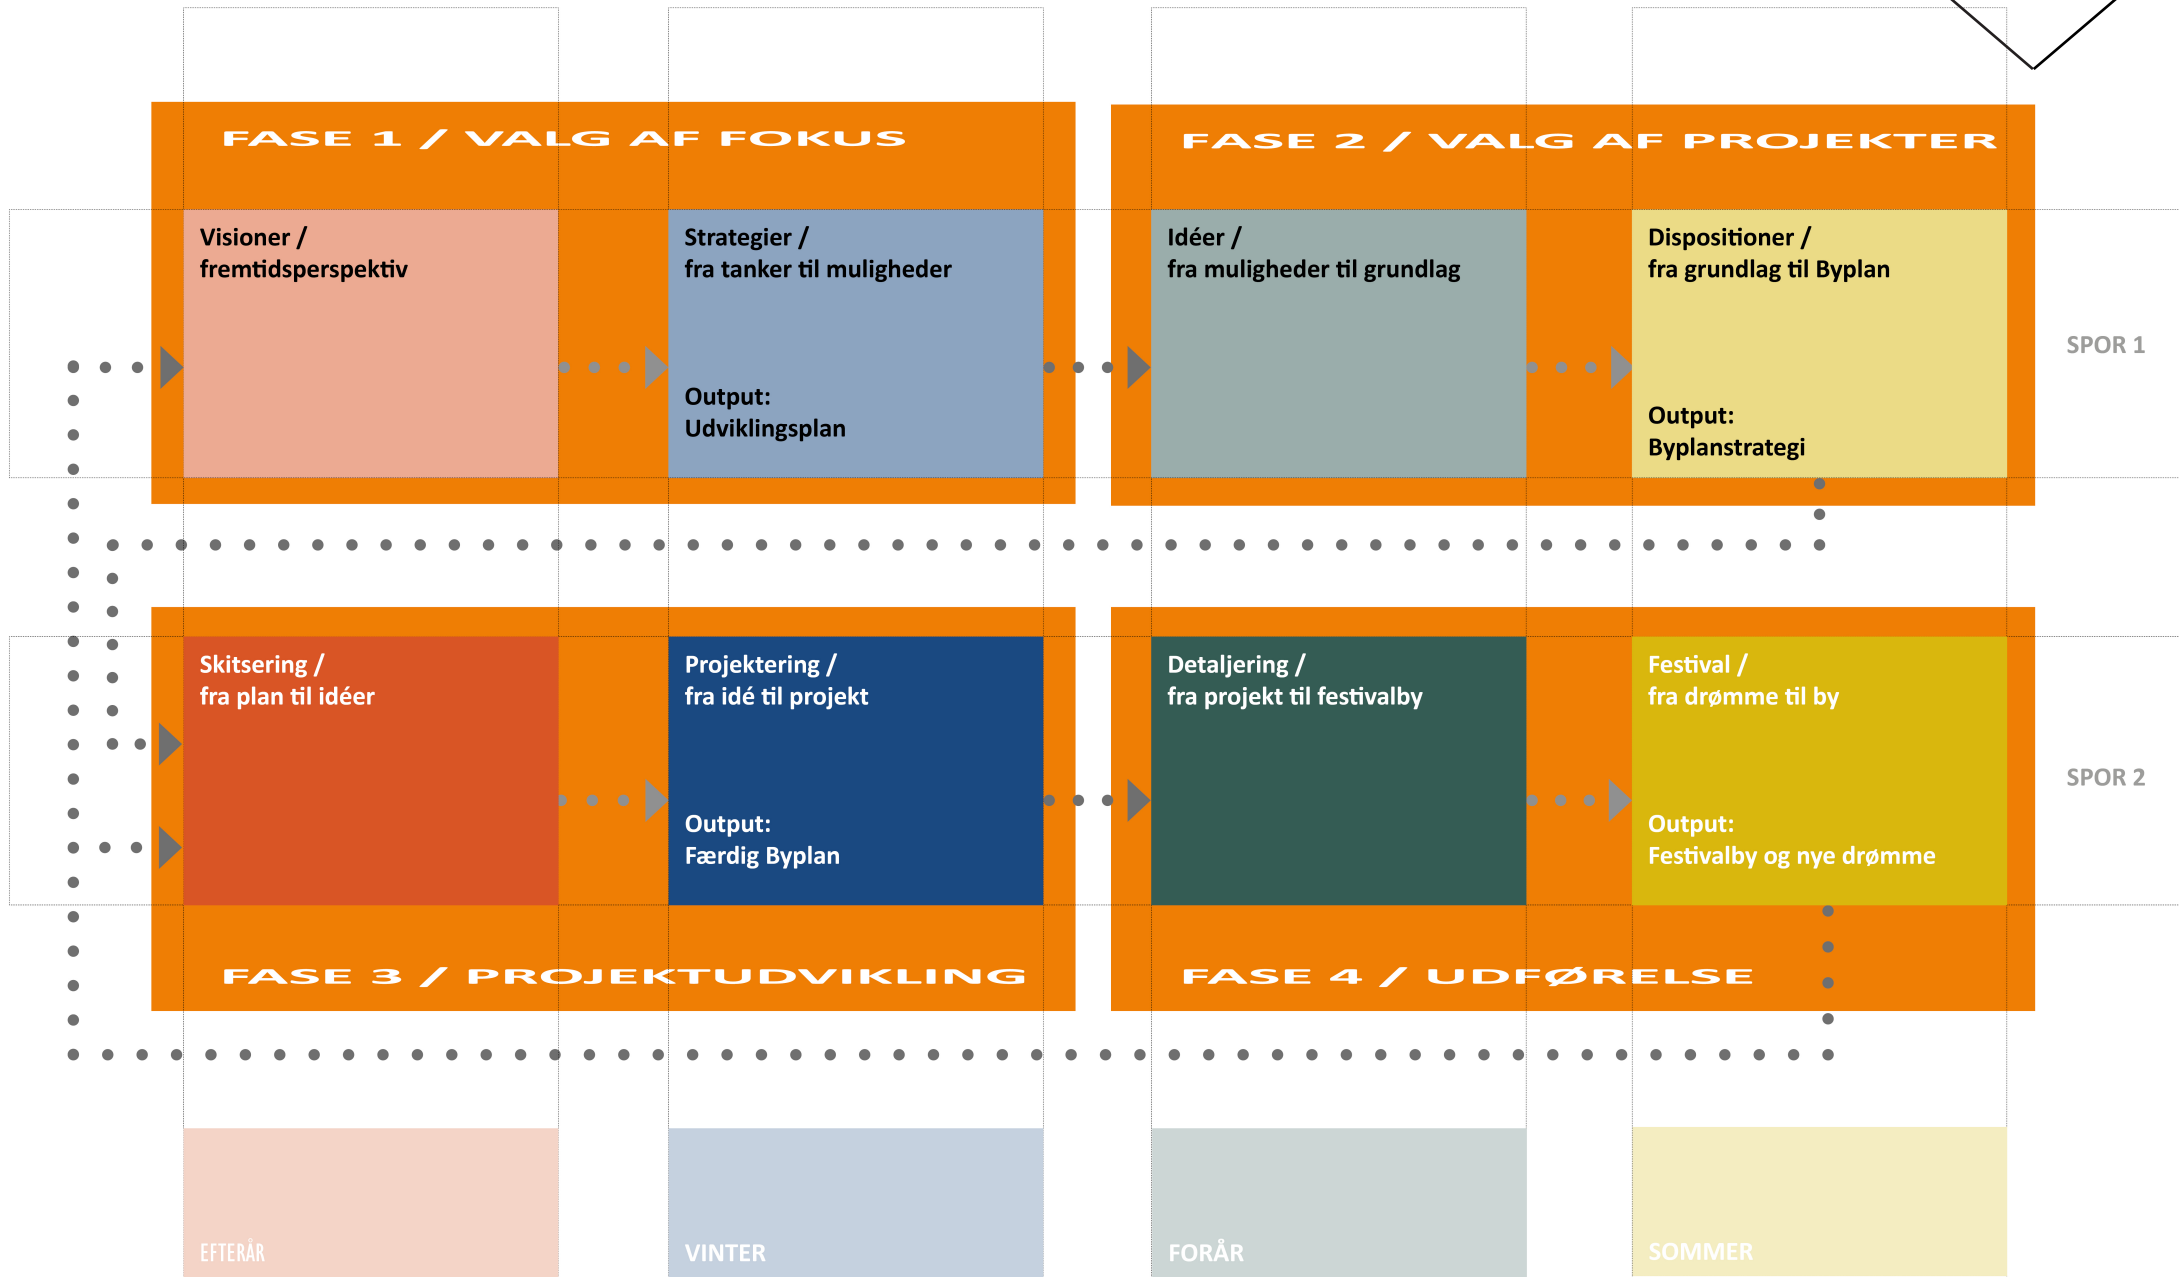 FASE 1 / VALG AF FOKUS
FASE 2 / VALG AF PROJEKTER
Visioner /
fremtidsperspektiv
Strategier /
fra tanker til muligheder
Output:
Udviklingsplan
Idéer /
fra muligheder til grundlag
Dispositioner /
fra grundlag til Byplan
Output:
Byplanstrategi
SPOR 1
Skitsering /
fra plan til idéer
Projektering /
fra idé til projekt
Output:
Færdig Byplan
Detaljering /
fra projekt til festivalby
Festival /
fra drømme til by
Output:
Festivalby og nye drømme
SPOR 2
FASE 3 / PROJEKTUDVIKLING
FASE 4 / UDFØRELSE
EFTERÅR
VINTER
FORÅR
SOMMER